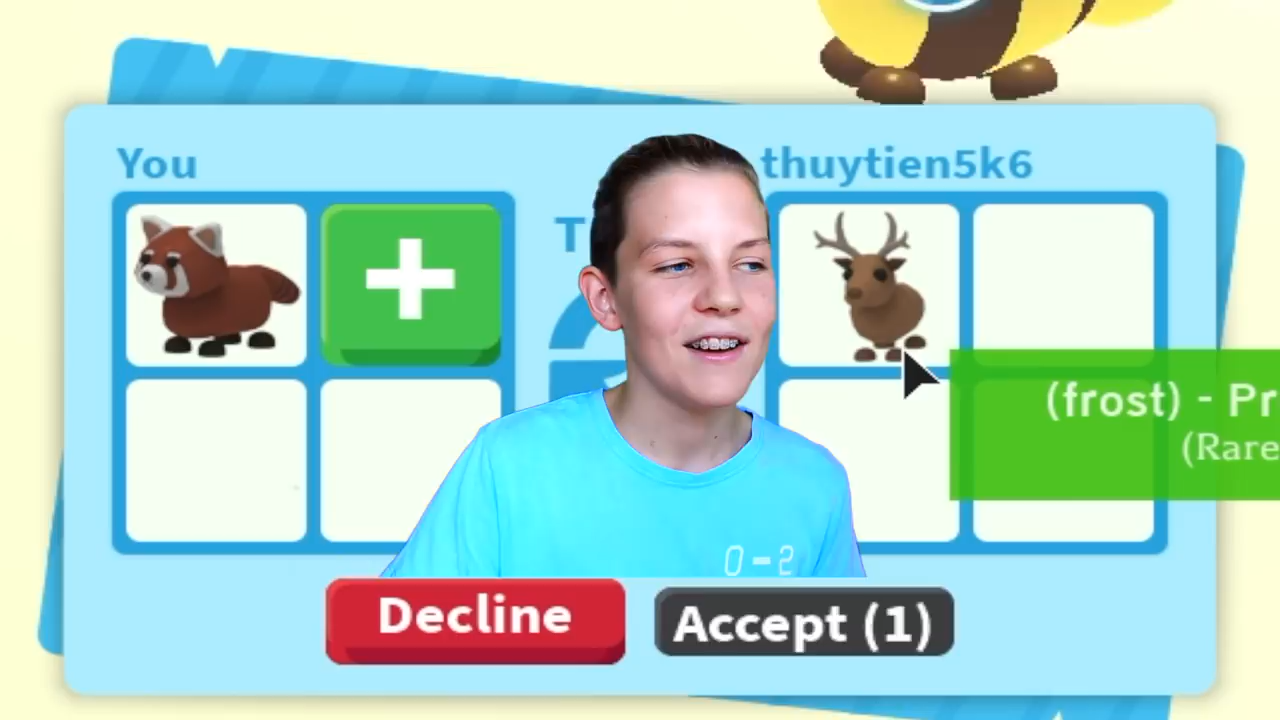 You
thuytien5k6
(frost) - Pr
(Rare
0-2
Decline
Accept (1)